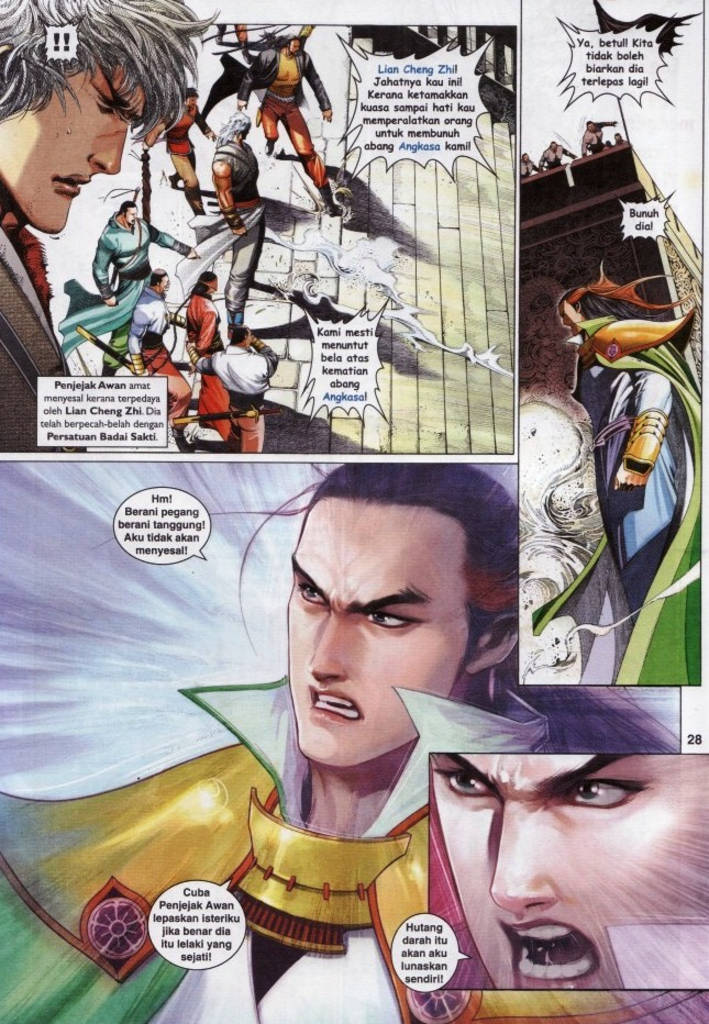 !!
Lian Cheng Zhi!
Jahatnya kau ini!
Kerana ketamakkan
kuasa sampai hati kau
memperalatkan orang
untuk membunuh
abang Angkasa kami!
Kami mesti
menuntut
bela atas
kematian
abang
Angkasa!
Penjejak Awan amat
menyesal kerana terpedaya
oleh Lian Cheng Zhi. Dia
telah berpecah-belah dengan
Persatuan Badai Sakti.
Ya, betul! Kita
tidak boleh
biarkan dia
terlepas lagi!
Bunuh
dia!
Hm!
Berani pegang
berani tanggung!
Aku tidak akan
menyesal!
28
Cuba
Penjejak Awan
lepaskan isteriku
jika benar dia
itu lelaki yang
sejati!
Hutang
darah itu
akan aku
lunaskan
sendiri!